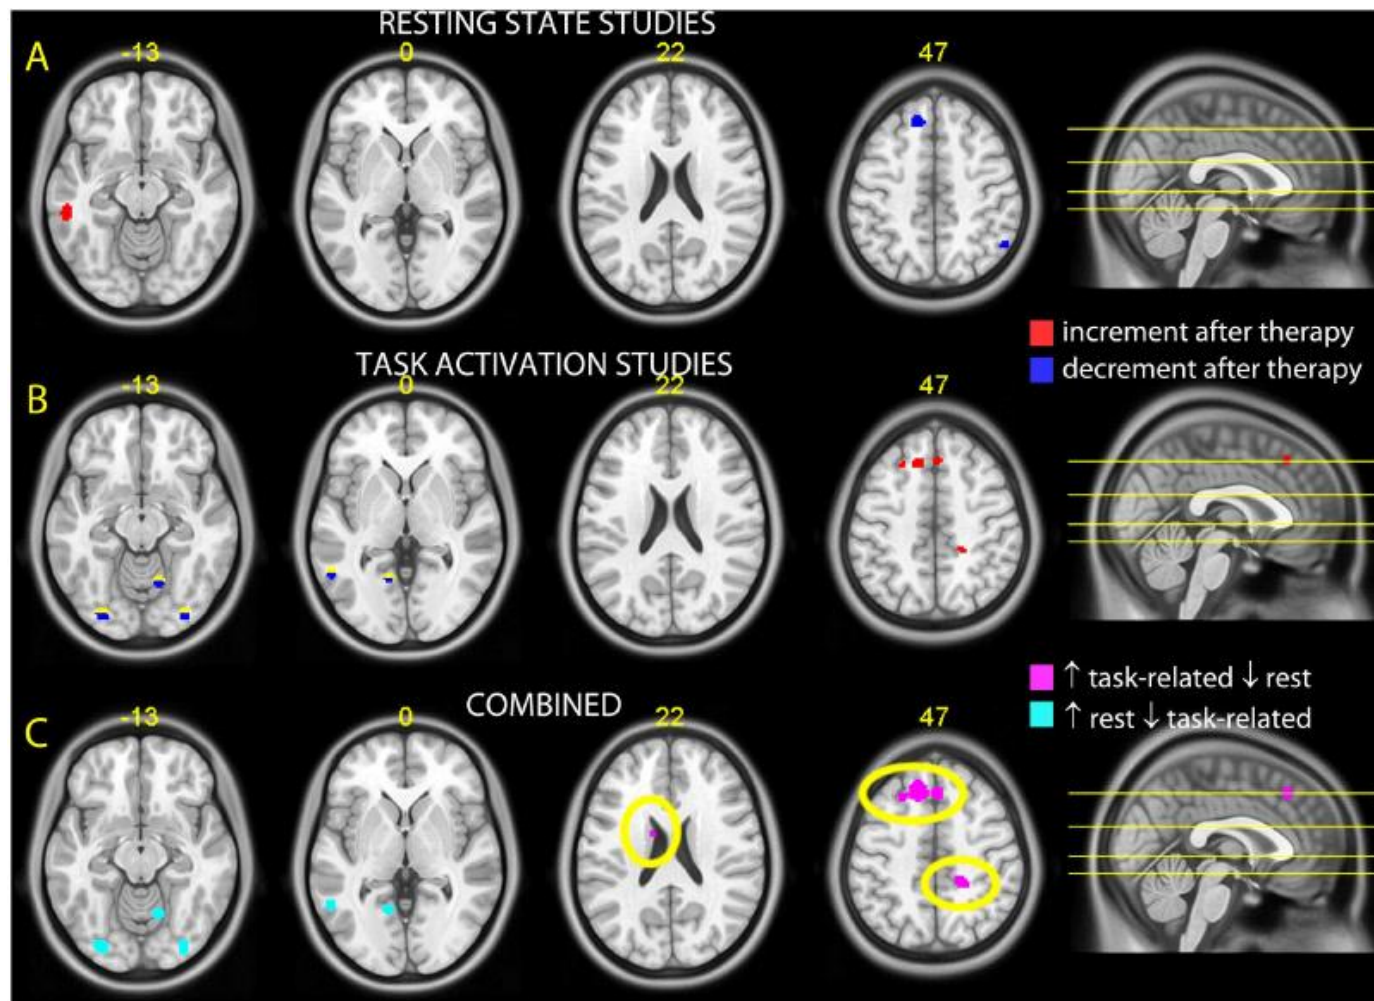 RESTING STATE STUDIES
A
-13
0
22
47
increment after therapy
decrement after therapy
TASK ACTIVATION STUDIES
B
-13
0
22
47
↑ task-related ↓ rest
↑ rest ↓ task-related
COMBINED
C
-13
0
22
47